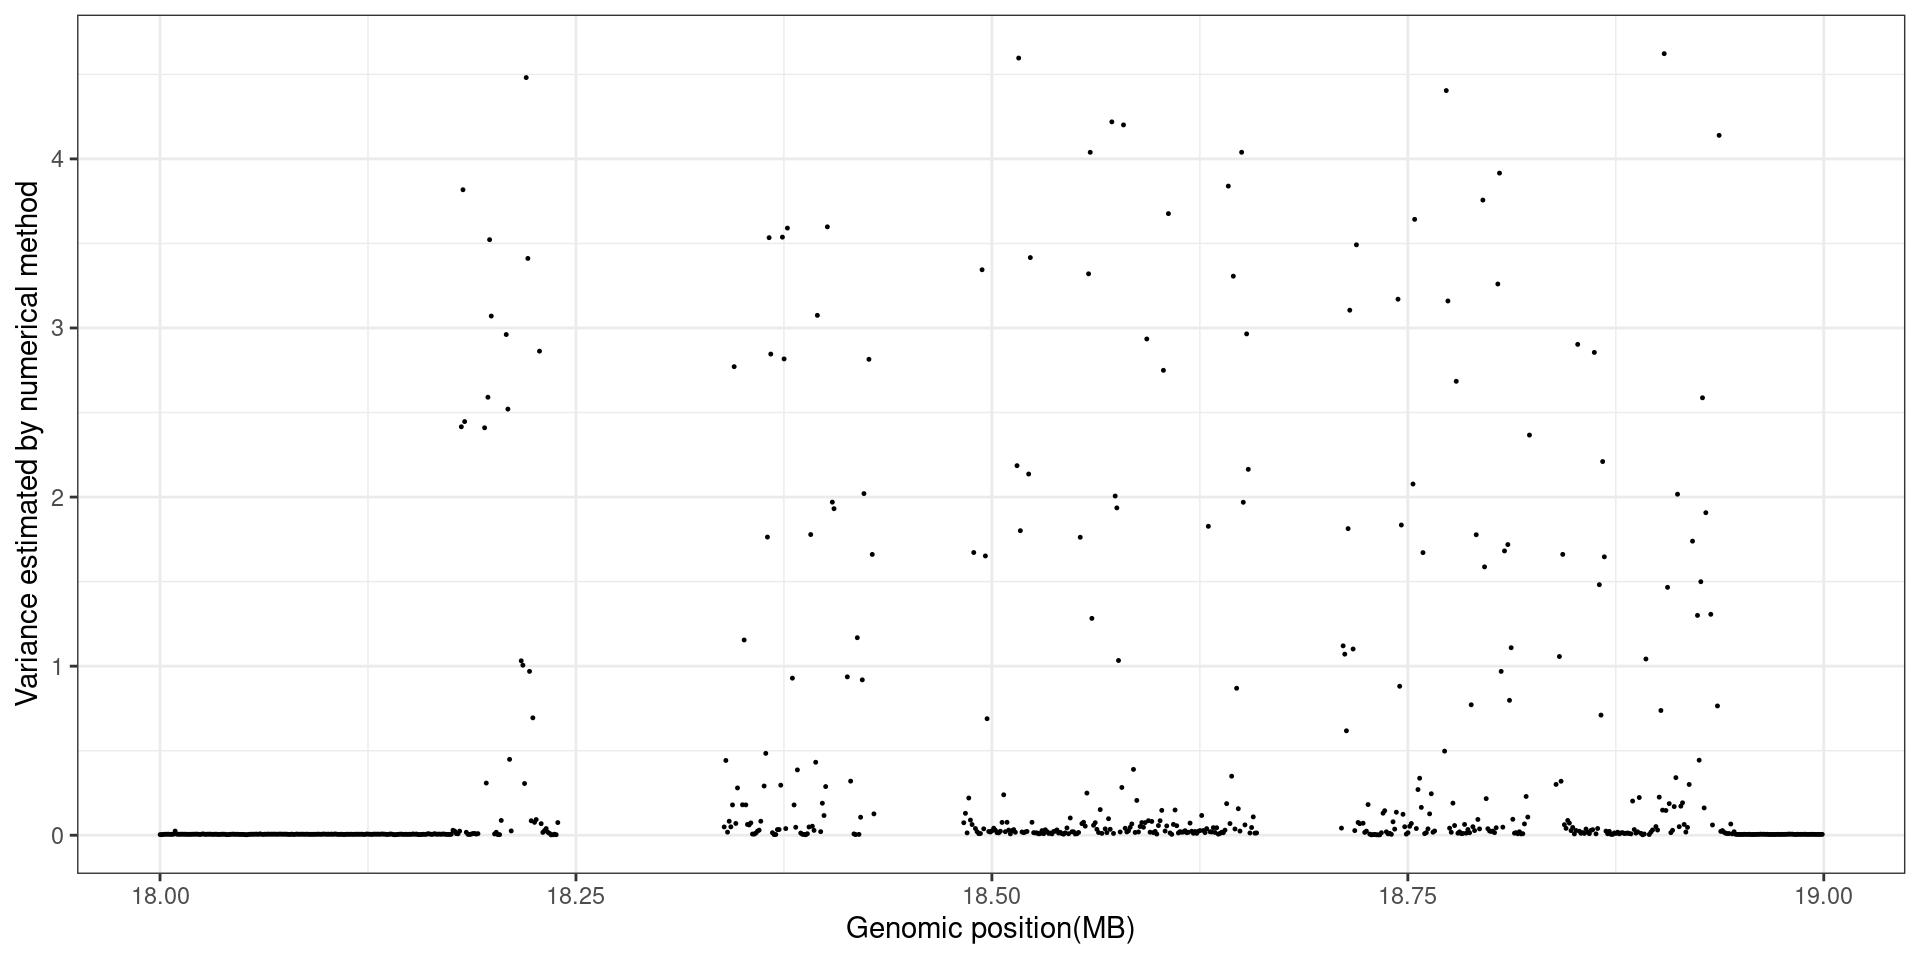 Variance estimated by numerical method
4
3
2
1
0
18.00 18.25 18.50 18.75 19.00
Genomic position(MB)